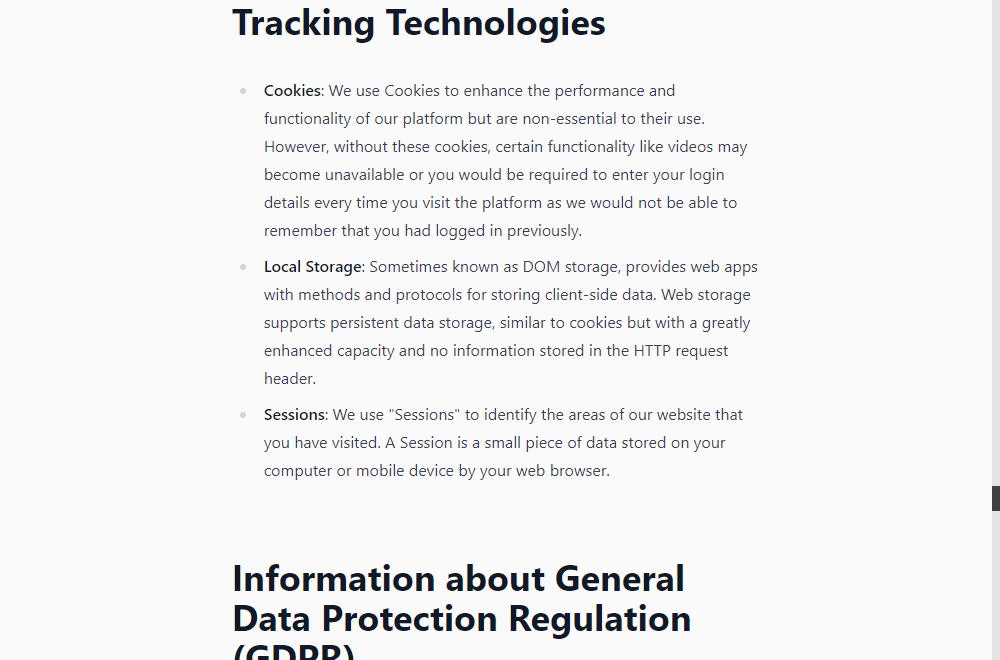 Tracking Technologies
Cookies: We use Cookies to enhance the performance and
functionality of our platform but are non-essential to their use.
However, without these cookies, certain functionality like videos may
become unavailable or you would be required to enter your login
details every time you visit the platform as we would not be able to
remember that you had logged in previously.
Local Storage: Sometimes known as DOM storage, provides web apps
with methods and protocols for storing client-side data. Web storage
supports persistent data storage, similar to cookies but with a greatly
enhanced capacity and no information stored in the HTTP request
header.
Sessions: We use "Sessions" to identify the areas of our website that
you have visited. A Session is a small piece of data stored on your
computer or mobile device by your web browser.
Information about General
Data Protection Regulation
(GDPR)